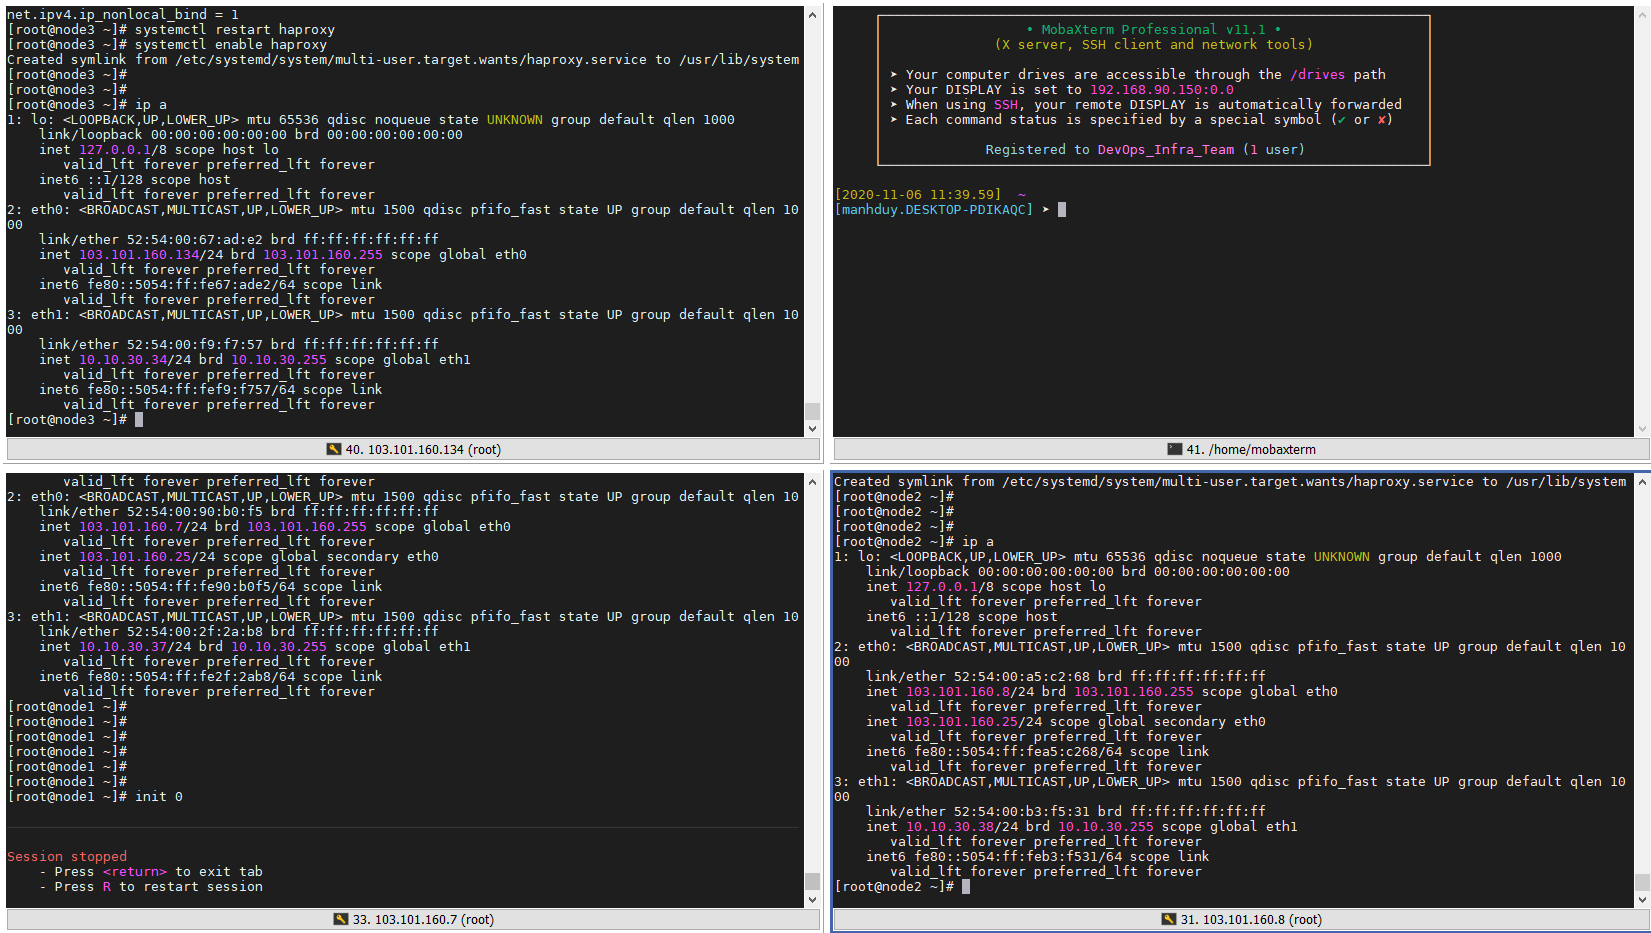 net.ipv4.ip_nonlocal_bind = 1
[root@node3 ~]# systemctl restart haproxy
[root@node3 ~]# systemctl enable haproxy
Created symlink from /etc/systemd/system/multi-user.target.wants/haproxy.service to /usr/lib/system
[root@node3 ~]#
[root@node3 ~]#
[root@node3 ~]# ip a
1: lo: <LOOPBACK,UP,LOWER_UP> mtu 65536 qdisc noqueue state UNKNOWN group default qlen 1000
    link/loopback 00:00:00:00:00:00 brd 00:00:00:00:00:00
    inet 127.0.0.1/8 scope host lo
       valid_lft forever preferred_lft forever
    inet6 ::1/128 scope host
       valid_lft forever preferred_lft forever
2: eth0: <BROADCAST,MULTICAST,UP,LOWER_UP> mtu 1500 qdisc pfifo_fast state UP group default qlen 10
00
    link/ether 52:54:00:67:ad:e2 brd ff:ff:ff:ff:ff:ff
    inet 103.101.160.134/24 brd 103.101.160.255 scope global eth0
       valid_lft forever preferred_lft forever
    inet6 fe80::5054:ff:fe67:ade2/64 scope link
       valid_lft forever preferred_lft forever
3: eth1: <BROADCAST,MULTICAST,UP,LOWER_UP> mtu 1500 qdisc pfifo_fast state UP group default qlen 10
00
    link/ether 52:54:00:f9:f7:57 brd ff:ff:ff:ff:ff:ff
    inet 10.10.30.34/24 brd 10.10.30.255 scope global eth1
       valid_lft forever preferred_lft forever
    inet6 fe80::5054:ff:fef9:f757/64 scope link
       valid_lft forever preferred_lft forever
[root@node3 ~]#
40. 103.101.160.134 (root)
• MobaXterm Professional v11.1 •
(X server, SSH client and network tools)
➤ Your computer drives are accessible through the /drives path
➤ Your DISPLAY is set to 192.168.90.150:0.0
➤ When using SSH, your remote DISPLAY is automatically forwarded
➤ Each command status is specified by a special symbol (✔ or ✘)
Registered to DevOps_Infra_Team (1 user)
[2020-11-06 11:39.59]  ~
[manhduy.DESKTOP-PDIKAQC] ➤
41. /home/mobaxterm
       valid_lft forever preferred_lft forever
2: eth0: <BROADCAST,MULTICAST,UP,LOWER_UP> mtu 1500 qdisc pfifo_fast state UP group default qlen 10
    link/ether 52:54:00:90:b0:f5 brd ff:ff:ff:ff:ff:ff
    inet 103.101.160.7/24 brd 103.101.160.255 scope global eth0
       valid_lft forever preferred_lft forever
    inet 103.101.160.25/24 scope global secondary eth0
       valid_lft forever preferred_lft forever
    inet6 fe80::5054:ff:fe90:b0f5/64 scope link
       valid_lft forever preferred_lft forever
3: eth1: <BROADCAST,MULTICAST,UP,LOWER_UP> mtu 1500 qdisc pfifo_fast state UP group default qlen 10
    link/ether 52:54:00:2f:2a:b8 brd ff:ff:ff:ff:ff:ff
    inet 10.10.30.37/24 brd 10.10.30.255 scope global eth1
       valid_lft forever preferred_lft forever
    inet6 fe80::5054:ff:fe2f:2ab8/64 scope link
       valid_lft forever preferred_lft forever
[root@node1 ~]#
[root@node1 ~]#
[root@node1 ~]#
[root@node1 ~]#
[root@node1 ~]#
[root@node1 ~]#
[root@node1 ~]# init 0
Session stopped
    - Press <return> to exit tab
    - Press R to restart session
33. 103.101.160.7 (root)
Created symlink from /etc/systemd/system/multi-user.target.wants/haproxy.service to /usr/lib/system
[root@node2 ~]#
[root@node2 ~]#
[root@node2 ~]#
[root@node2 ~]# ip a
1: lo: <LOOPBACK,UP,LOWER_UP> mtu 65536 qdisc noqueue state UNKNOWN group default qlen 1000
    link/loopback 00:00:00:00:00:00 brd 00:00:00:00:00:00
    inet 127.0.0.1/8 scope host lo
       valid_lft forever preferred_lft forever
    inet6 ::1/128 scope host
       valid_lft forever preferred_lft forever
2: eth0: <BROADCAST,MULTICAST,UP,LOWER_UP> mtu 1500 qdisc pfifo_fast state UP group default qlen 10
00
    link/ether 52:54:00:a5:c2:68 brd ff:ff:ff:ff:ff:ff
    inet 103.101.160.8/24 brd 103.101.160.255 scope global eth0
       valid_lft forever preferred_lft forever
    inet 103.101.160.25/24 scope global secondary eth0
       valid_lft forever preferred_lft forever
    inet6 fe80::5054:ff:fea5:c268/64 scope link
       valid_lft forever preferred_lft forever
3: eth1: <BROADCAST,MULTICAST,UP,LOWER_UP> mtu 1500 qdisc pfifo_fast state UP group default qlen 10
00
    link/ether 52:54:00:b3:f5:31 brd ff:ff:ff:ff:ff:ff
    inet 10.10.30.38/24 brd 10.10.30.255 scope global eth1
       valid_lft forever preferred_lft forever
    inet6 fe80::5054:ff:feb3:f531/64 scope link
       valid_lft forever preferred_lft forever
[root@node2 ~]#
31. 103.101.160.8 (root)